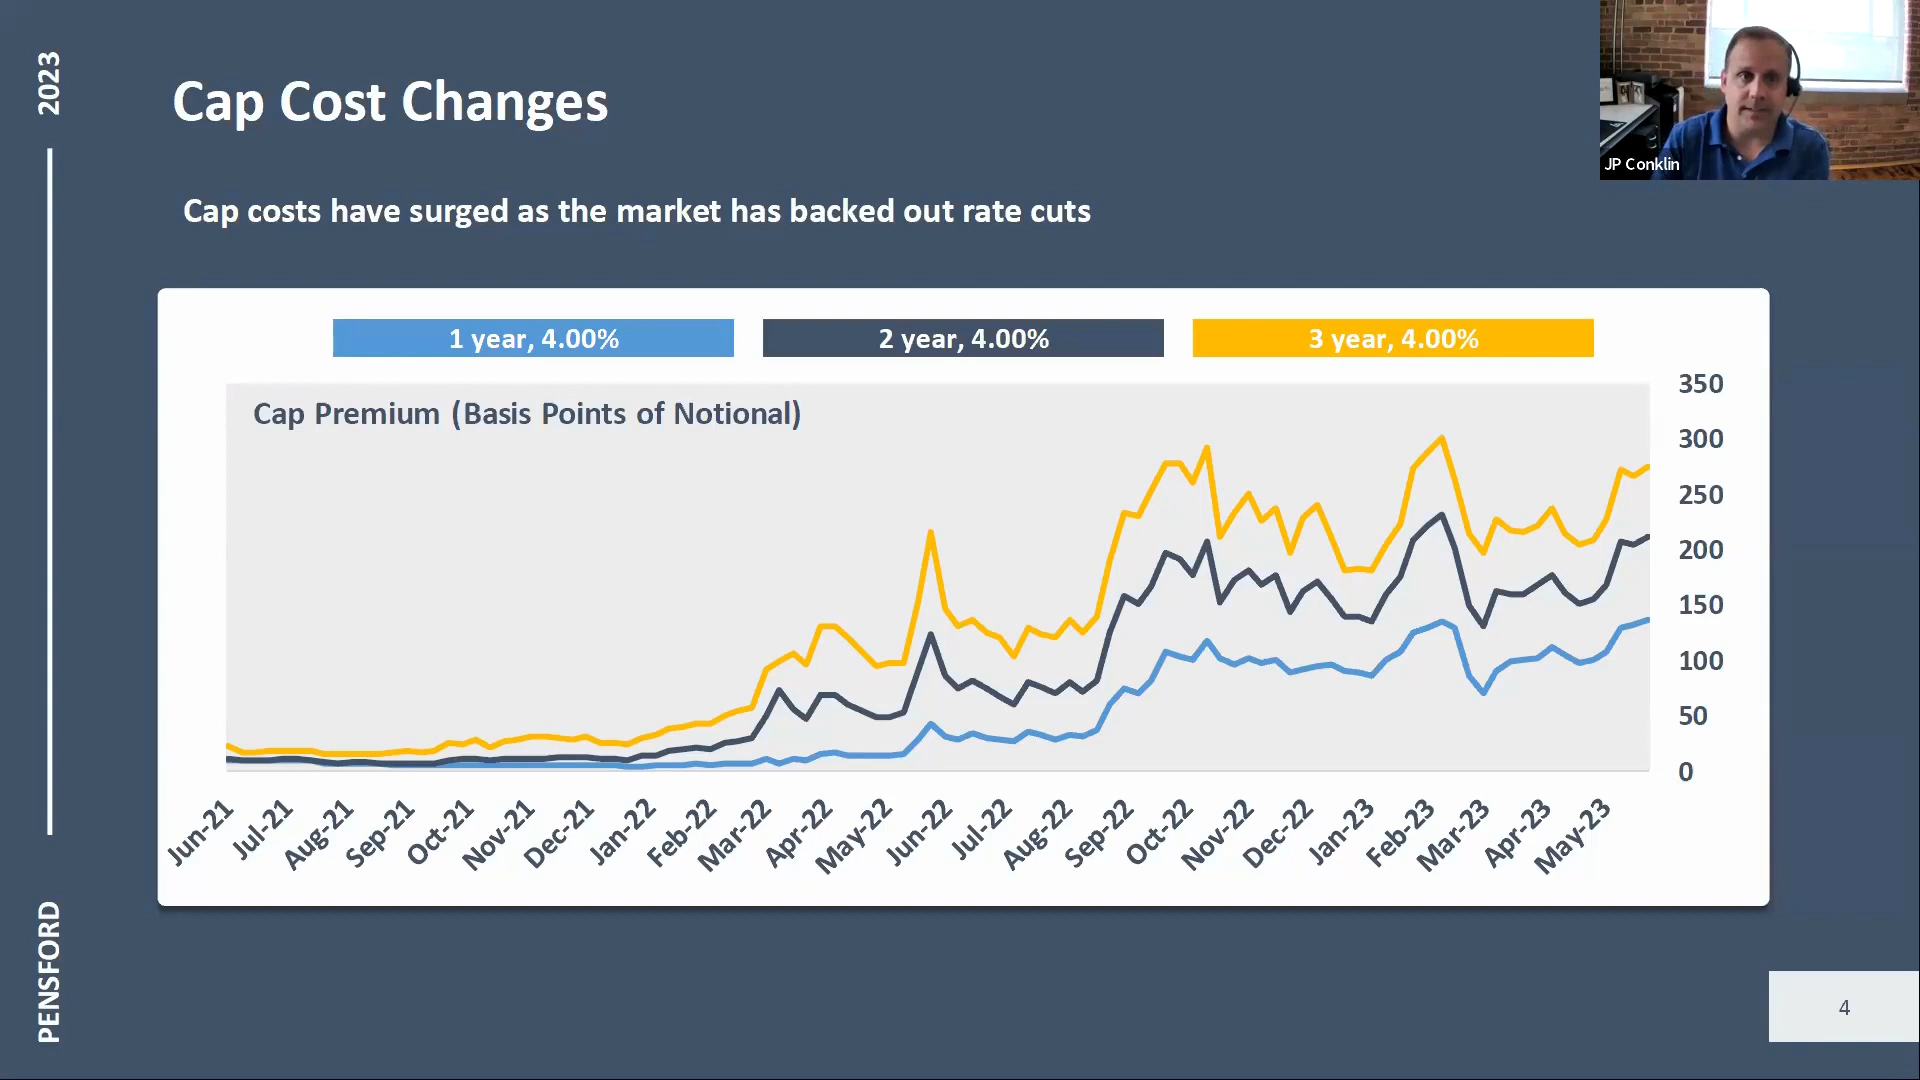 2023
Cap Cost Changes
JP Conklin
Cap costs have surged as the market has backed out rate cuts
1 year, 4.00%
2 year, 4.00%
3 year, 4.00%
Cap Premium (Basis Points of Notional)
350
300
250
200
150
100
50
0
Jun-21
Jul-21
Aug-21
Sep-21
Oct-21
Nov-21
Dec-21
Jan-22
Feb-22
Mar-22
Apr-22
May-22
Jun-22
Jul-22
Aug-22
Sep-22
Oct-22
Nov-22
Dec-22
Jan-23
Feb-23
Mar-23
Apr-23
May-23
PENSFORD
4